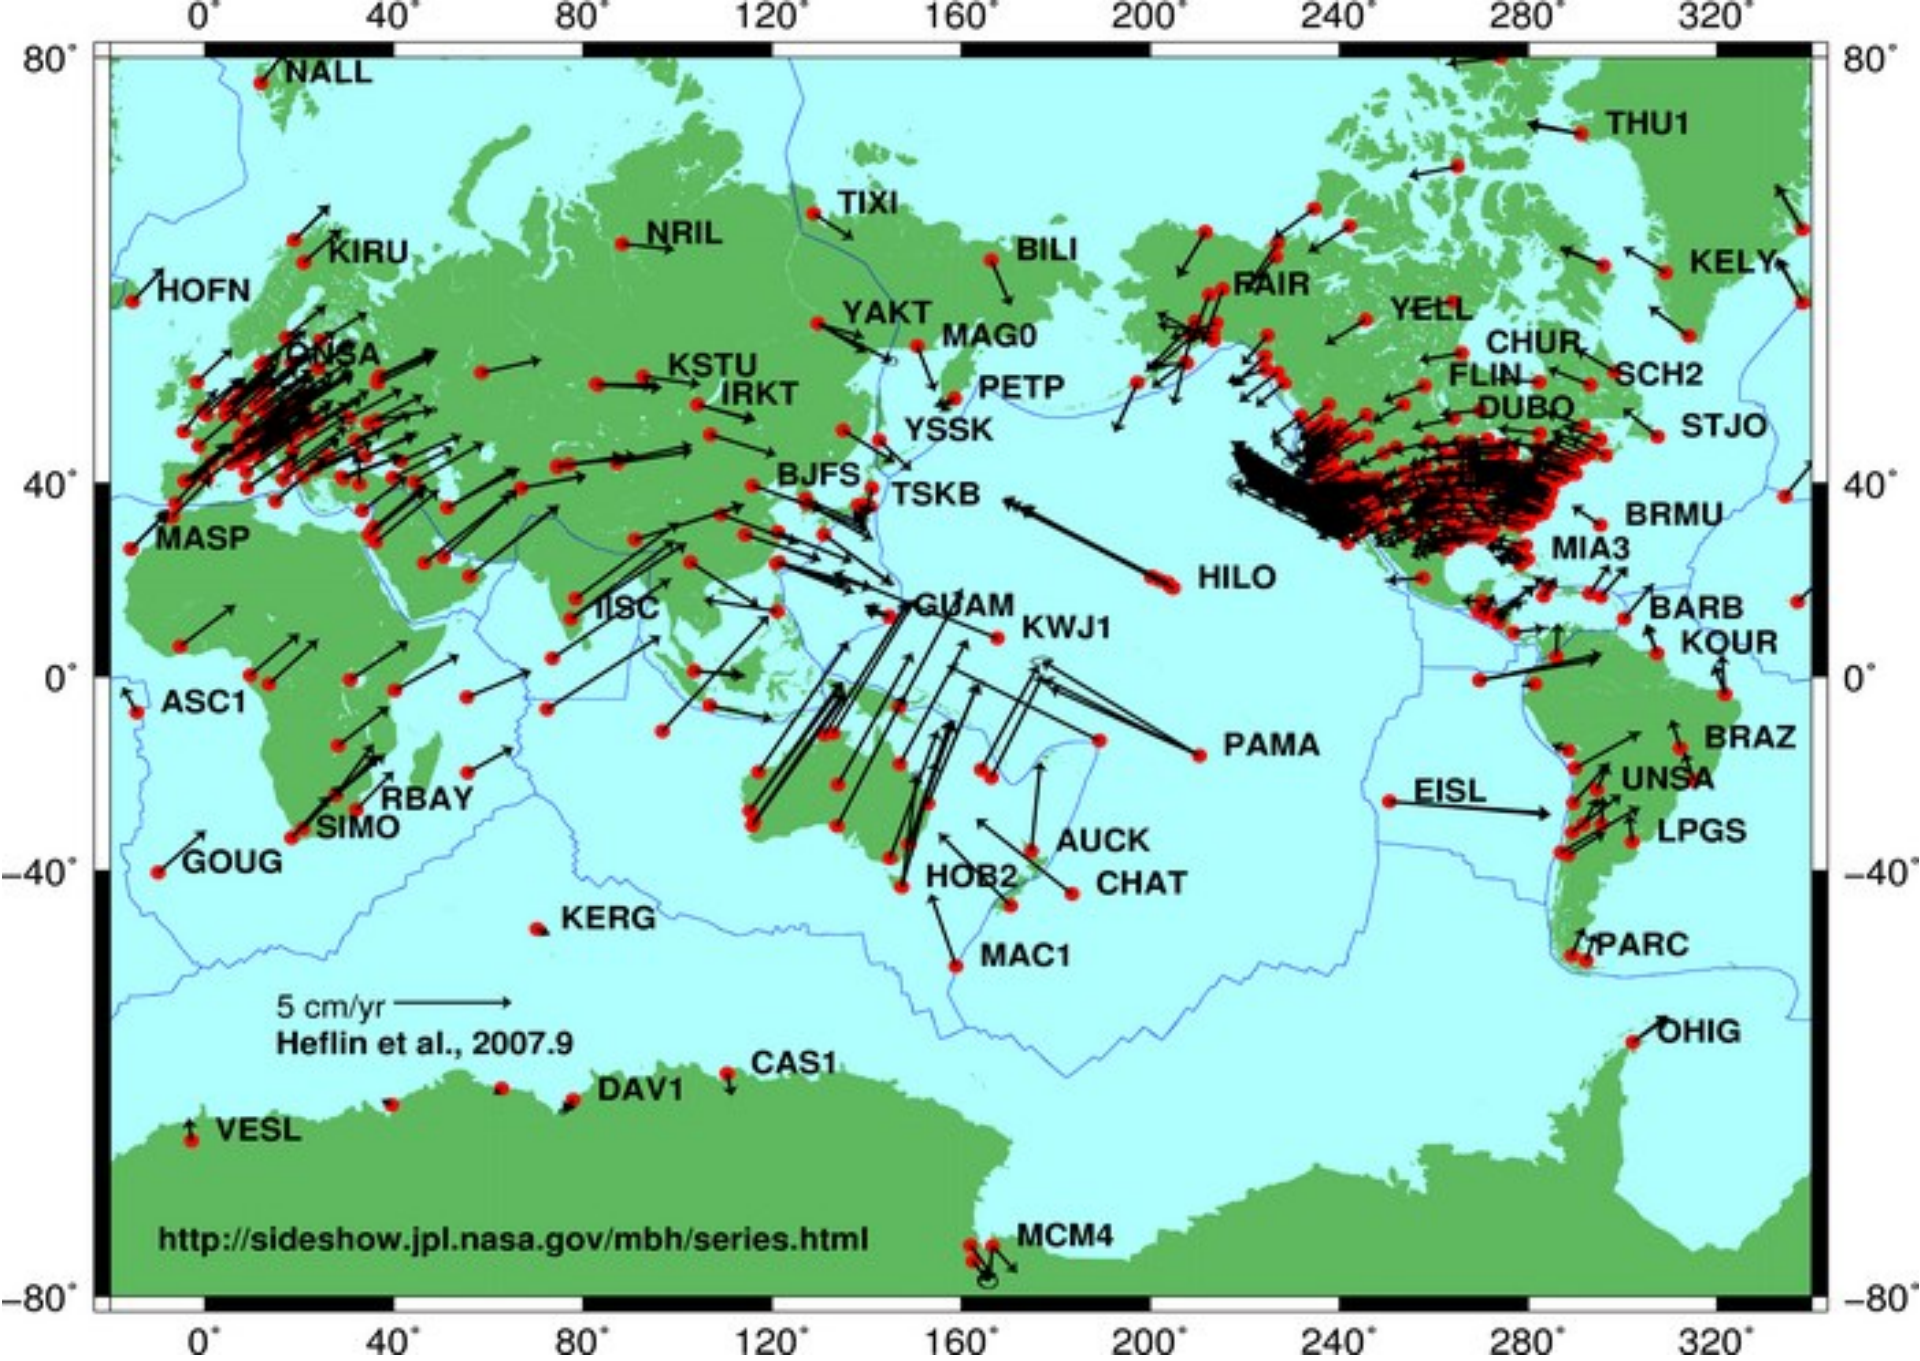 0° 40° 80° 120° 160° 200° 240° 280° 320°
80° 80°
NALL
THU1
TIXI
NRIL
BILI
KIRU
KELY
HOFN
FAIR
YAKT
YELL
MAG0
CHUR
ONSA
KSTU
FLIN
SCH2
IRKT
PETP
DUBO
YSSK
STJO
BJFS
40° 40°
TSKB
BRMU
MASP
MIA3
HILO
IISC
GUAM
BARB
KWJ1
KOUR
0° 0°
ASC1
PAMA
BRAZ
UNSA
EISL
RBAY
SIMO
LPGS
AUCK
GOUG
HOB2
CHAT
−40° −40°
KERG
PARC
MAC1
5 cm/yr
OHIG
Heflin et al., 2007.9
CAS1
DAV1
VESL
MCM4
http://sideshow.jpl.nasa.gov/mbh/series.html
−80° −80°
0° 40° 80° 120° 160° 200° 240° 280° 320°